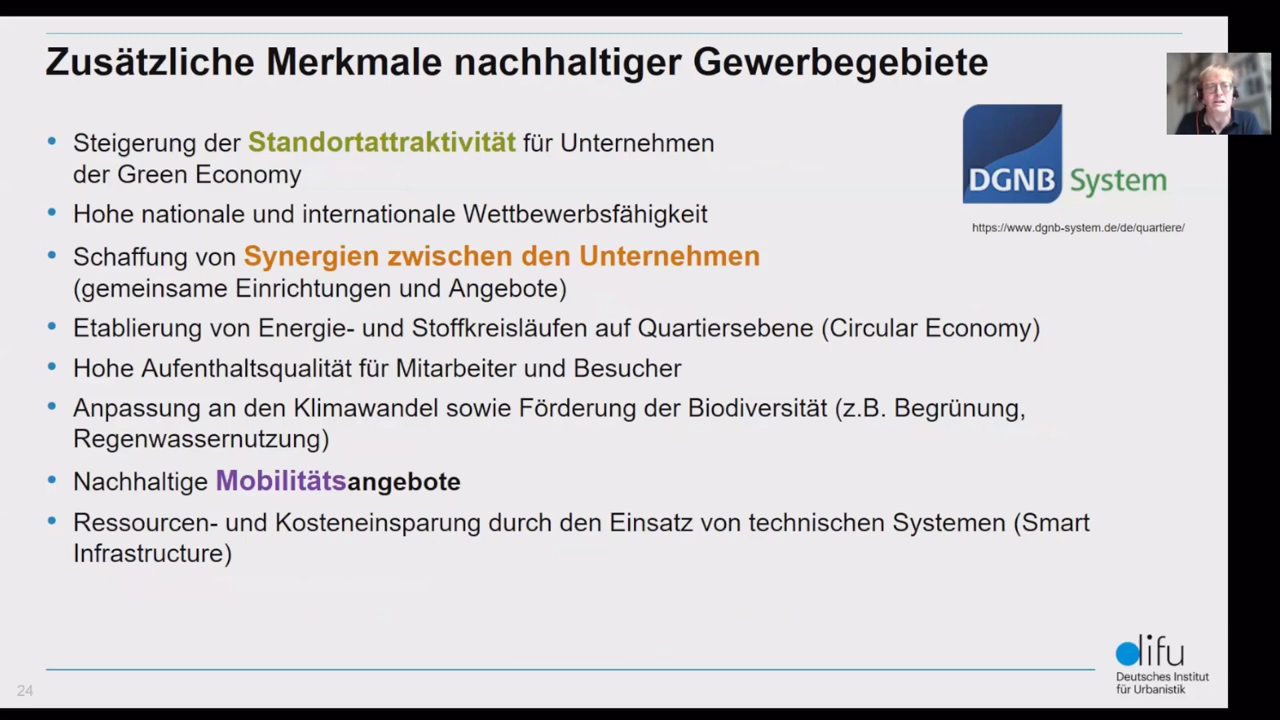 Zusätzliche Merkmale nachhaltiger Gewerbegebiete
• Steigerung der Standortattraktivität für Unternehmen
der Green Economy
• Hohe nationale und internationale Wettbewerbsfähigkeit
• Schaffung von Synergien zwischen den Unternehmen
(gemeinsame Einrichtungen und Angebote)
• Etablierung von Energie- und Stoffkreisläufen auf Quartiersebene (Circular Economy)
• Hohe Aufenthaltsqualität für Mitarbeiter und Besucher
• Anpassung an den Klimawandel sowie Förderung der Biodiversität (z.B. Begrünung,
Regenwassernutzung)
• Nachhaltige Mobilitätsangebote
• Ressourcen- und Kosteneinsparung durch den Einsatz von technischen Systemen (Smart
Infrastructure)
DGNB System
https://www.dgnb-system.de/de/quartiere/
difu
Deutsches Institut
für Urbanistik
24